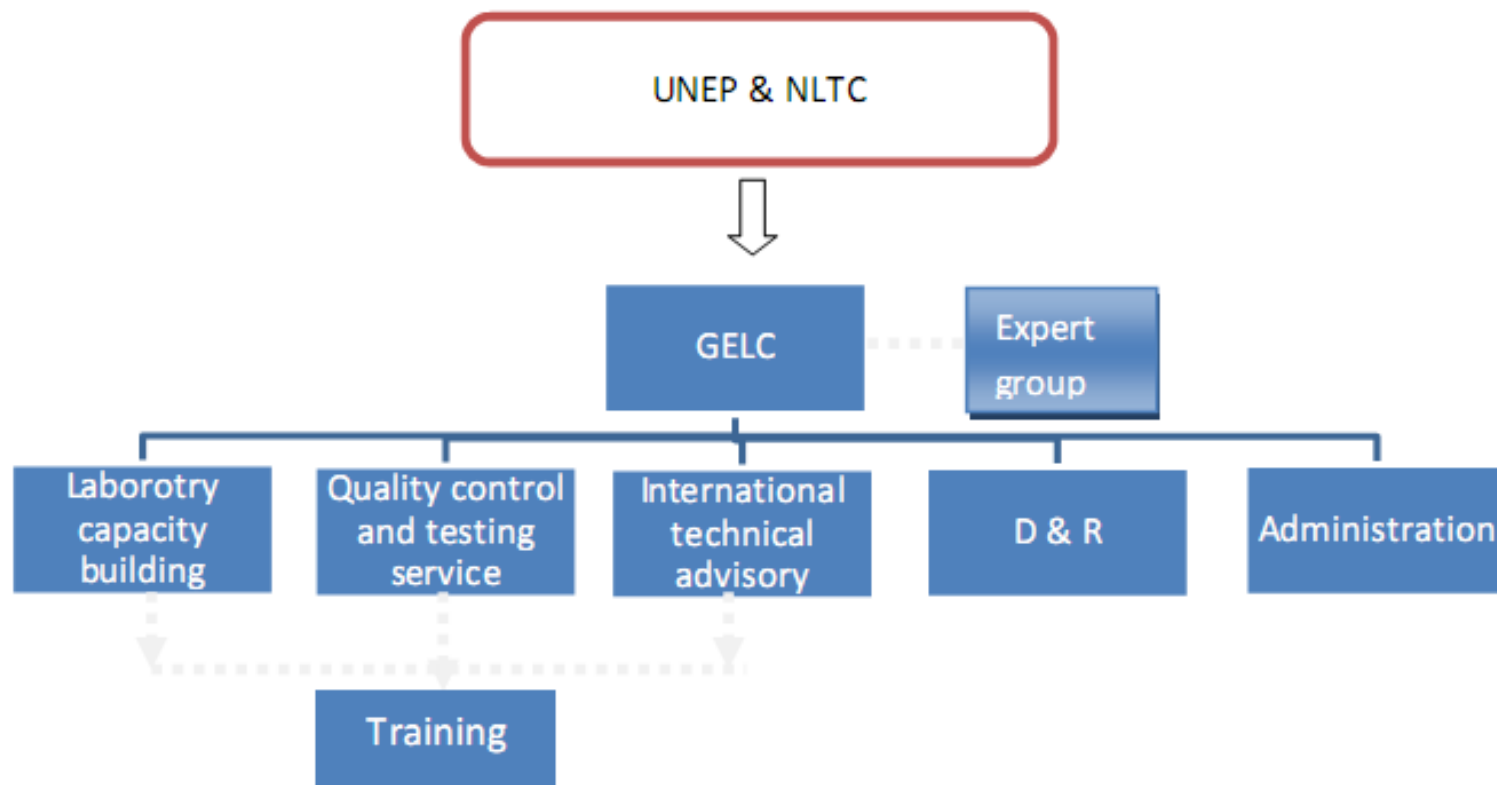 UNEP & NLTC
GELC
Expert
group
Laborotry
capacity
building
Quality control
and testing
service
International
technical
advisory
D & R
Administration
Training